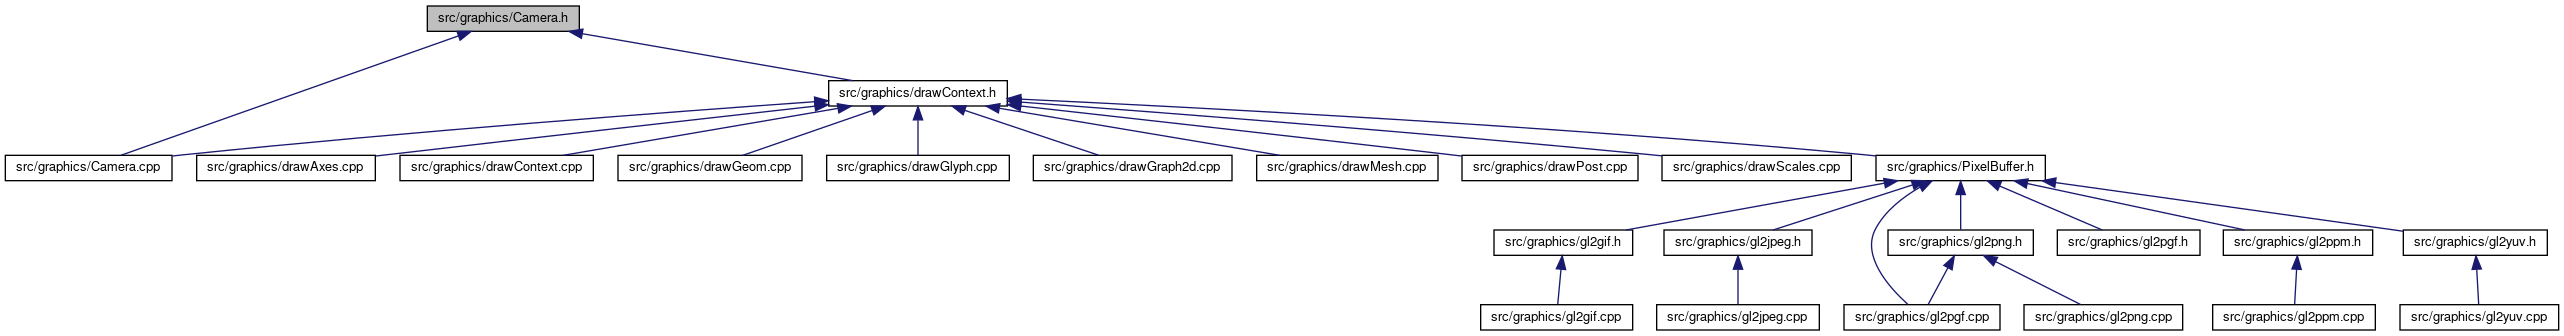 src/graphics/Camera.h
src/graphics/drawContext.h
src/graphics/Camera.cpp
src/graphics/drawAxes.cpp
src/graphics/drawContext.cpp
src/graphics/drawGeom.cpp
src/graphics/drawGlyph.cpp
src/graphics/drawGraph2d.cpp
src/graphics/drawMesh.cpp
src/graphics/drawPost.cpp
src/graphics/drawScales.cpp
src/graphics/PixelBuffer.h
src/graphics/gl2gif.h
src/graphics/gl2jpeg.h
src/graphics/gl2png.h
src/graphics/gl2pgf.h
src/graphics/gl2ppm.h
src/graphics/gl2yuv.h
src/graphics/gl2gif.cpp
src/graphics/gl2jpeg.cpp
src/graphics/gl2pgf.cpp
src/graphics/gl2png.cpp
src/graphics/gl2ppm.cpp
src/graphics/gl2yuv.cpp